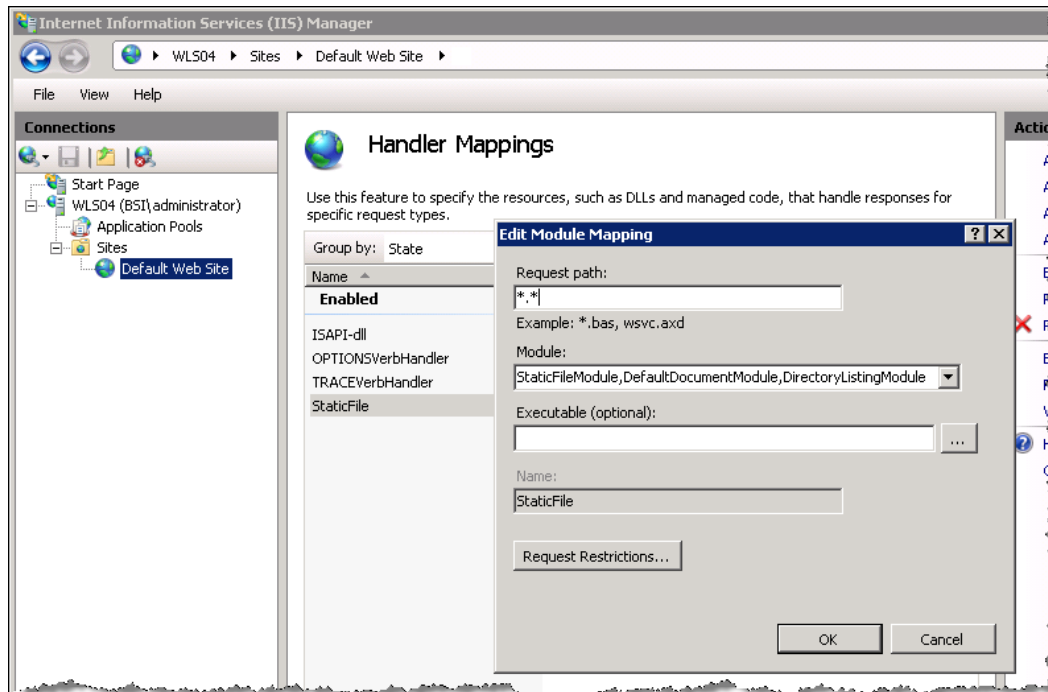 Internet Information Services (IIS) Manager
WLS04 Sites Default Web Site
File View Help
Connections
Start Page
WLS04 (BSI\administrator)
Application Pools
Sites
Default Web Site
Handler Mappings
Use this feature to specify the resources, such as DLLs and managed code, that handle responses for
specific request types.
Group by: State
Name
Enabled
ISAPI-dll
OPTIONSVerbHandler
TRACEVerbHandler
StaticFile
Edit Module Mapping
Request path:
*.*
Example: *.bas, wsvc.axd
Module:
StaticFileModule,DefaultDocumentModule,DirectoryListingModule
Executable (optional):
...
Name:
StaticFile
Request Restrictions...
OK Cancel